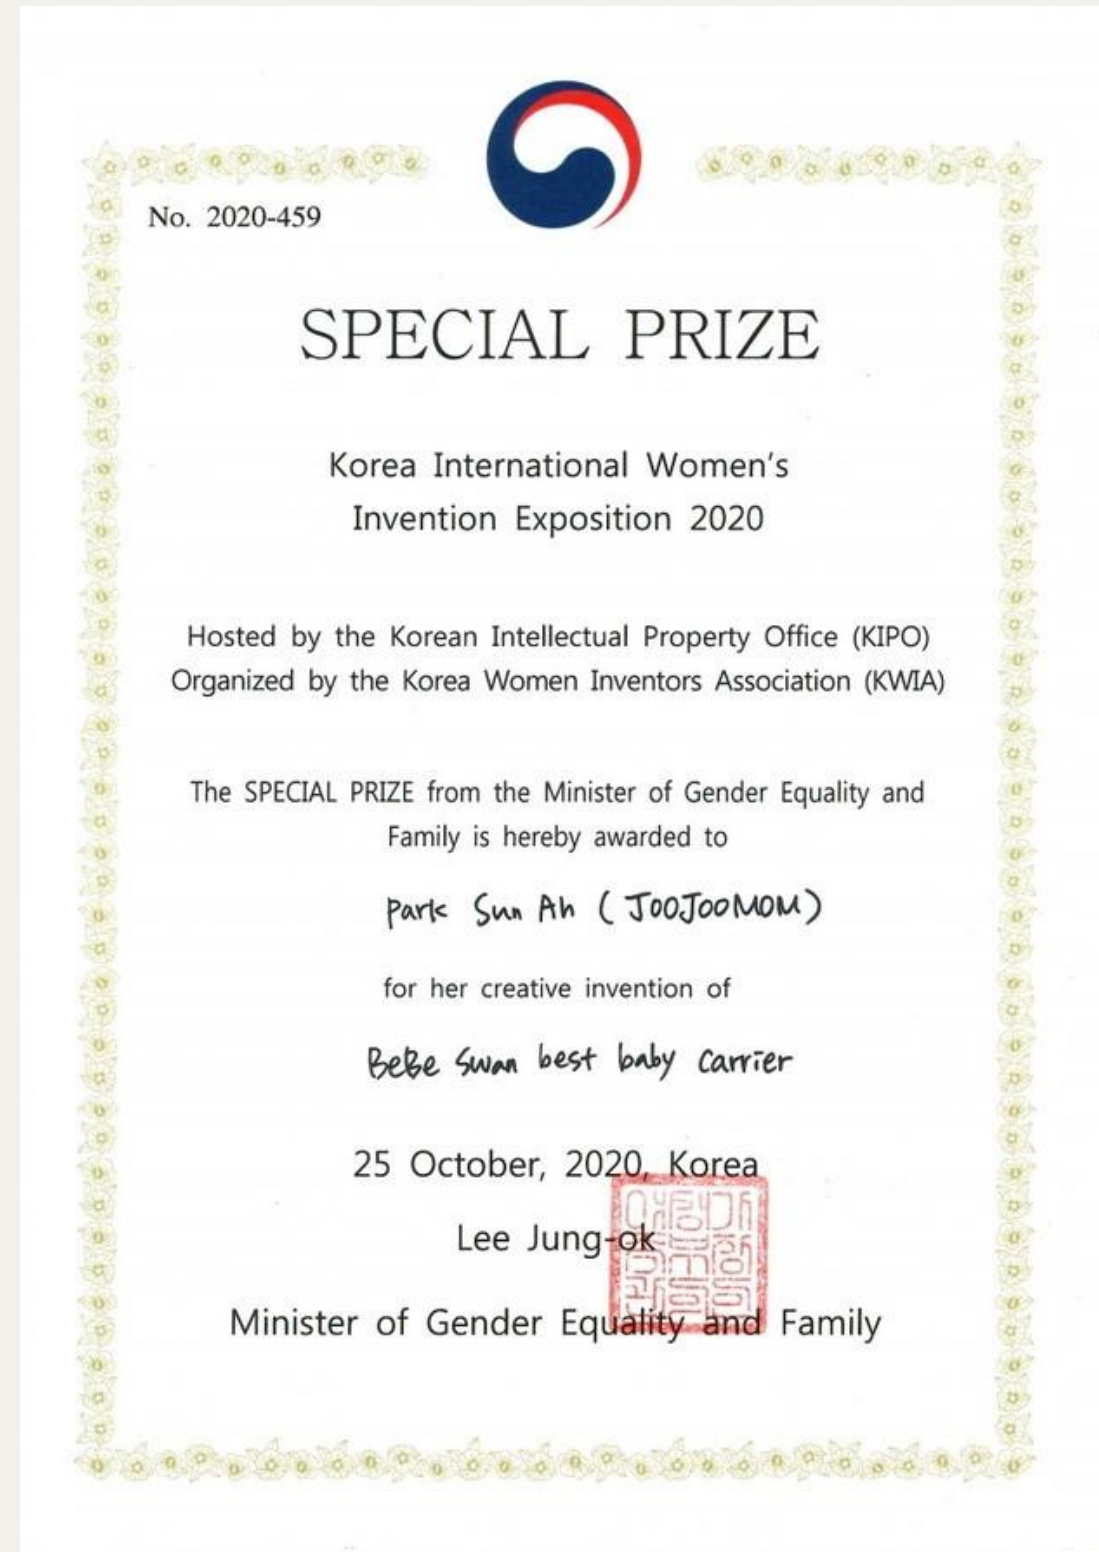 No. 2020-459
SPECIAL PRIZE
Korea International Women's
Invention Exposition 2020
Hosted by the Korean Intellectual Property Office (KIPO)
Organized by the Korea Women Inventors Association (KWIA)
The SPECIAL PRIZE from the Minister of Gender Equality and
Family is hereby awarded to
Park Sun Ah (JOOJOOMOM)
for her creative invention of
BeBe Swan best baby carrier
25 October, 2020, Korea
Lee Jung-ok
Minister of Gender Equality and Family